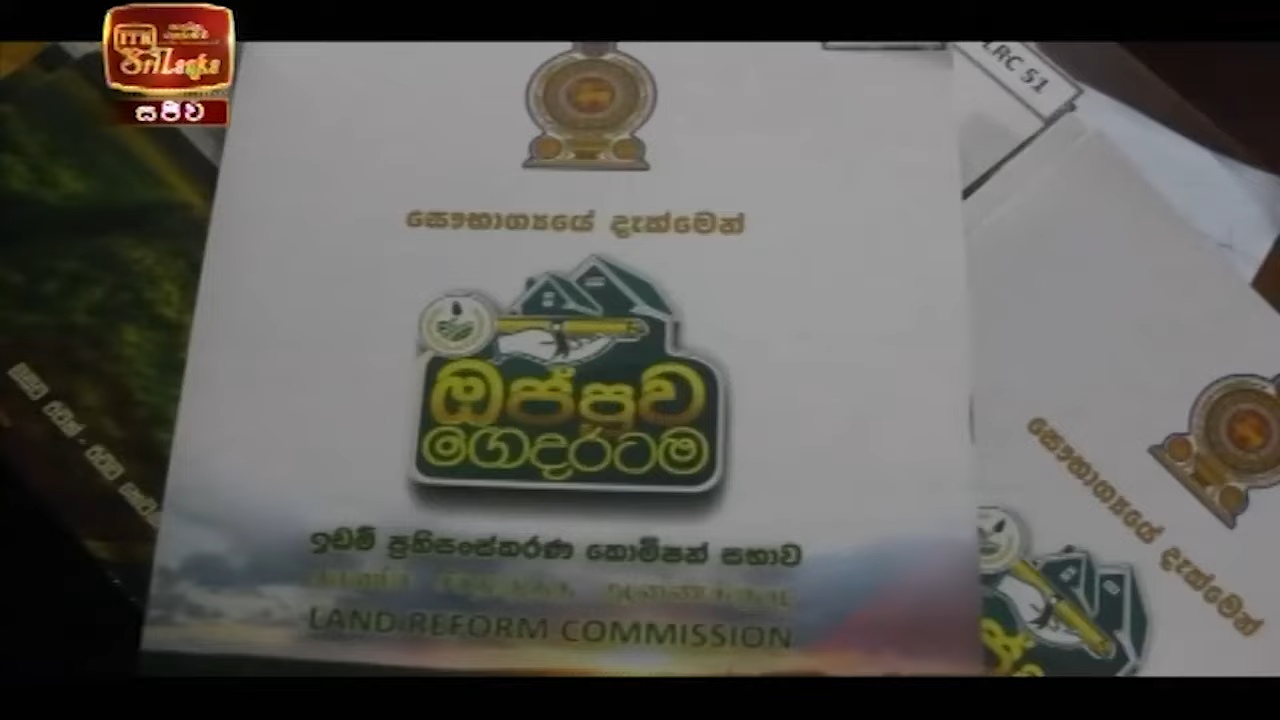 ITN
Sri Lanka
සජීව
LRC 51
සෞභාග්‍යයේ දැක්මෙන්
ඔප්පුව
ගෙදරටම
ඉඩම් ප්‍රතිසංස්කරණ කොමිෂන් සභාව
LAND REFORM COMMISSION
සෞභාග්‍යයේ දැක්මෙන්